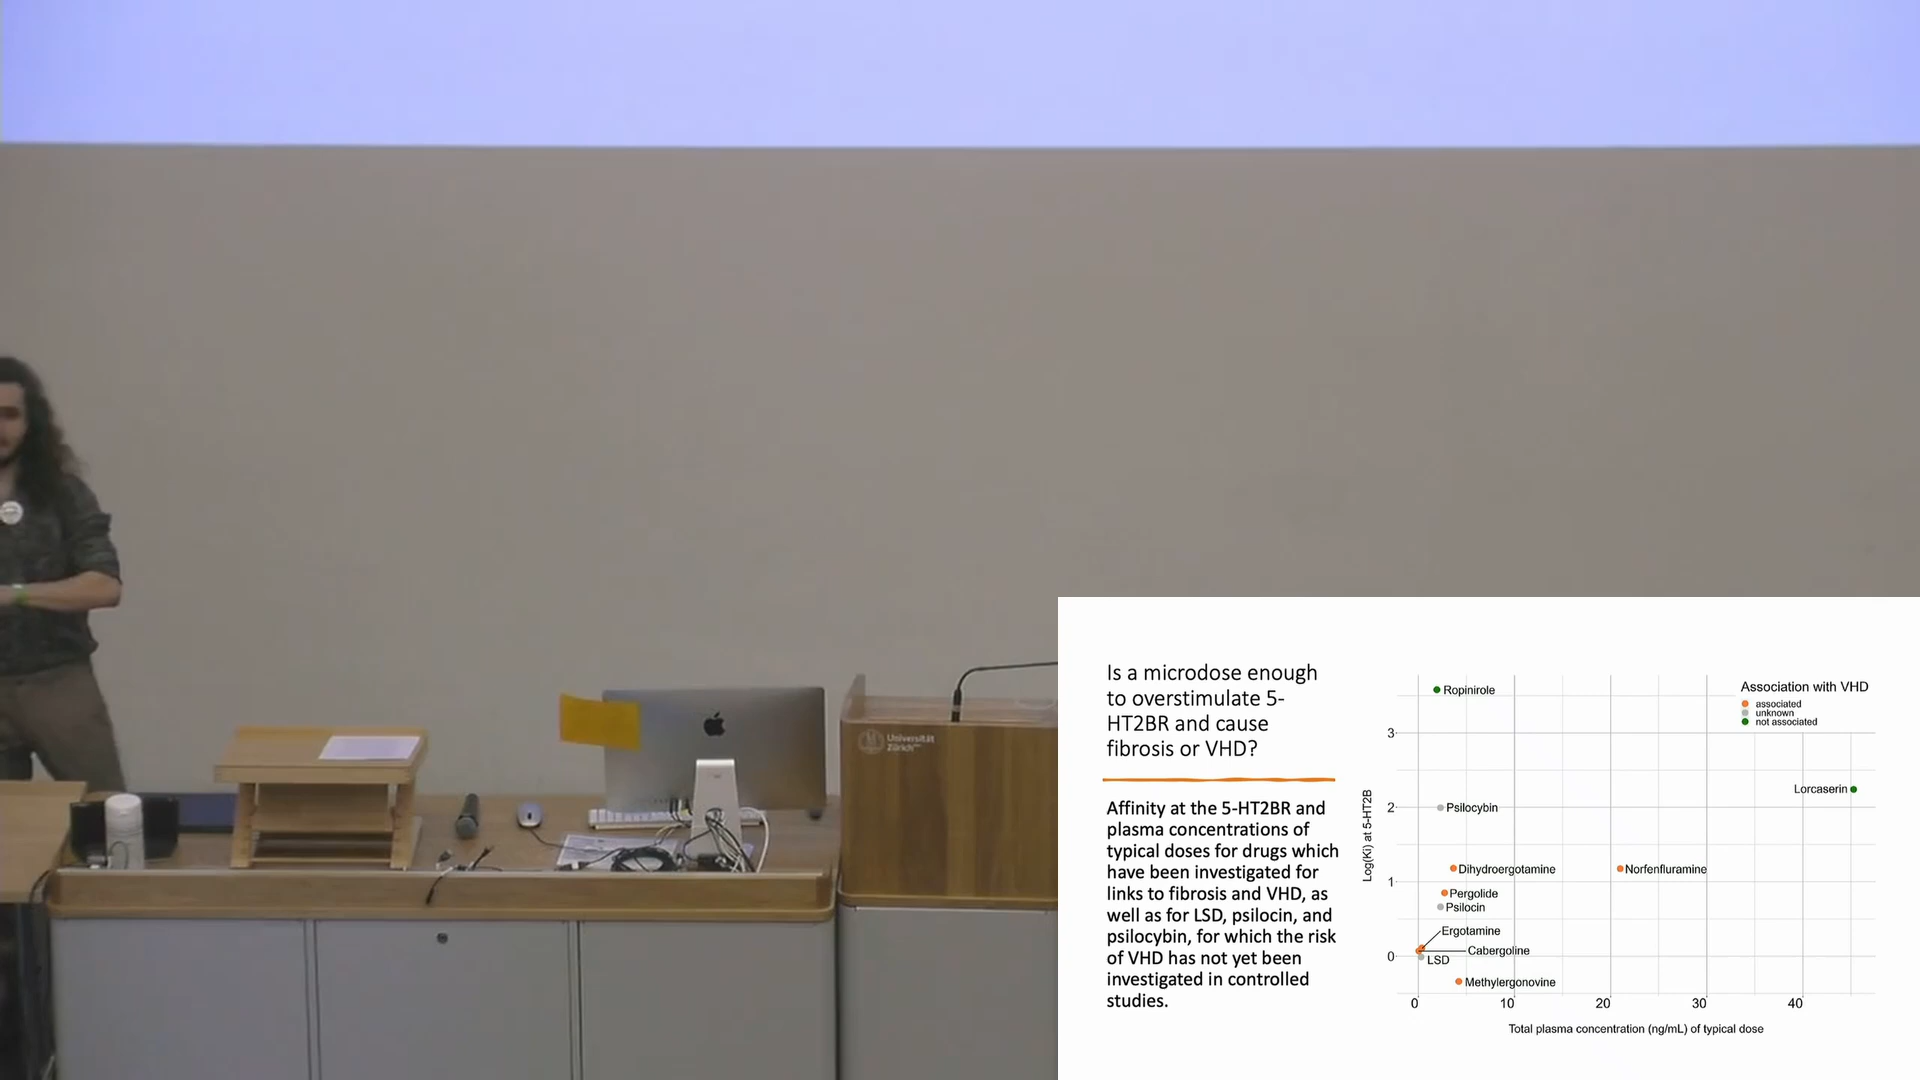 Universität
Zürich
Is a microdose enough
to overstimulate 5-
HT2BR and cause
fibrosis or VHD?
Affinity at the 5-HT2BR and
plasma concentrations of
typical doses for drugs which
have been investigated for
links to fibrosis and VHD, as
well as for LSD, psilocin, and
psilocybin, for which the risk
of VHD has not yet been
investigated in controlled
studies.
Association with VHD
associated
unknown
not associated
Log(Ki) at 5-HT2B
3
2
1
0
Ropinirole
Lorcaserin
Psilocybin
Dihydroergotamine
Norfenfluramine
Pergolide
Psilocin
Ergotamine
Cabergoline
LSD
Methylergonovine
0 10 20 30 40
Total plasma concentration (ng/mL) of typical dose